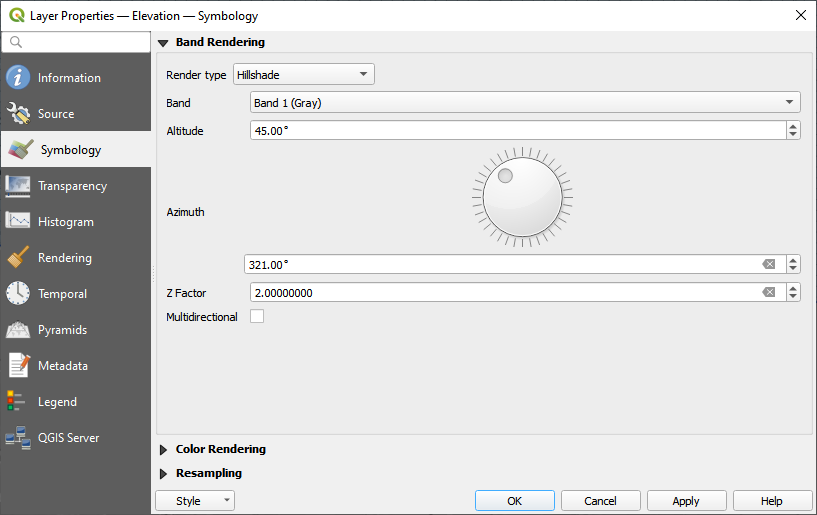 Layer Properties — Elevation — Symbology
Information
Source
Symbology
Transparency
Histogram
Rendering
Temporal
Pyramids
Metadata
Legend
QGIS Server
Band Rendering
Render type Hillshade
Band Band 1 (Gray)
Altitude 45.00°
Azimuth
321.00°
Z Factor 2.00000000
Multidirectional
Color Rendering
Resampling
Style OK Cancel Apply Help